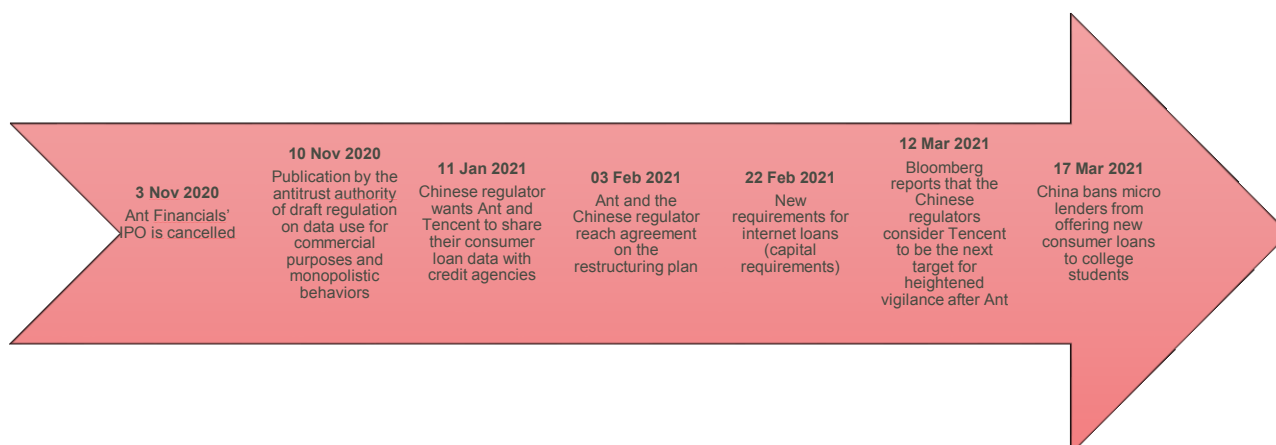 3 Nov 2020
Ant Financials'
IPO is cancelled
10 Nov 2020
Publication by the
antitrust authority
of draft regulation
on data use for
commercial
purposes and
monopolistic
behaviors
11 Jan 2021
Chinese regulator
wants Ant and
Tencent to share
their consumer
loan data with
credit agencies
03 Feb 2021
Ant and the
Chinese regulator
reach agreement
on the
restructuring plan
22 Feb 2021
New
requirements for
internet loans
(capital
requirements)
12 Mar 2021
Bloomberg
reports that the
Chinese
regulators
consider Tencent
to be the next
target for
heightened
vigilance after Ant
17 Mar 2021
China bans micro
lenders from
offering new
consumer loans
to college
students